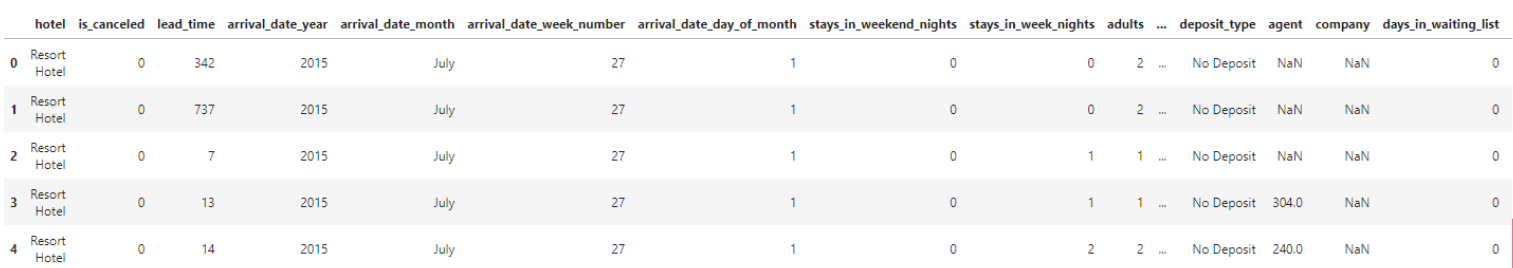 hotel is_canceled lead_time arrival_date_year arrival_date_month arrival_date_week_number arrival_date_day_of_month stays_in_weekend_nights stays_in_week_nights adults ... deposit_type agent company days_in_waiting_list
0 Resort Hotel 0 342 2015 July 27 1 0 0 2 ... No Deposit NaN NaN 0
1 Resort Hotel 0 737 2015 July 27 1 0 0 2 ... No Deposit NaN NaN 0
2 Resort Hotel 0 7 2015 July 27 1 0 1 1 ... No Deposit NaN NaN 0
3 Resort Hotel 0 13 2015 July 27 1 0 1 1 ... No Deposit 304.0 NaN 0
4 Resort Hotel 0 14 2015 July 27 1 0 2 2 ... No Deposit 240.0 NaN 0